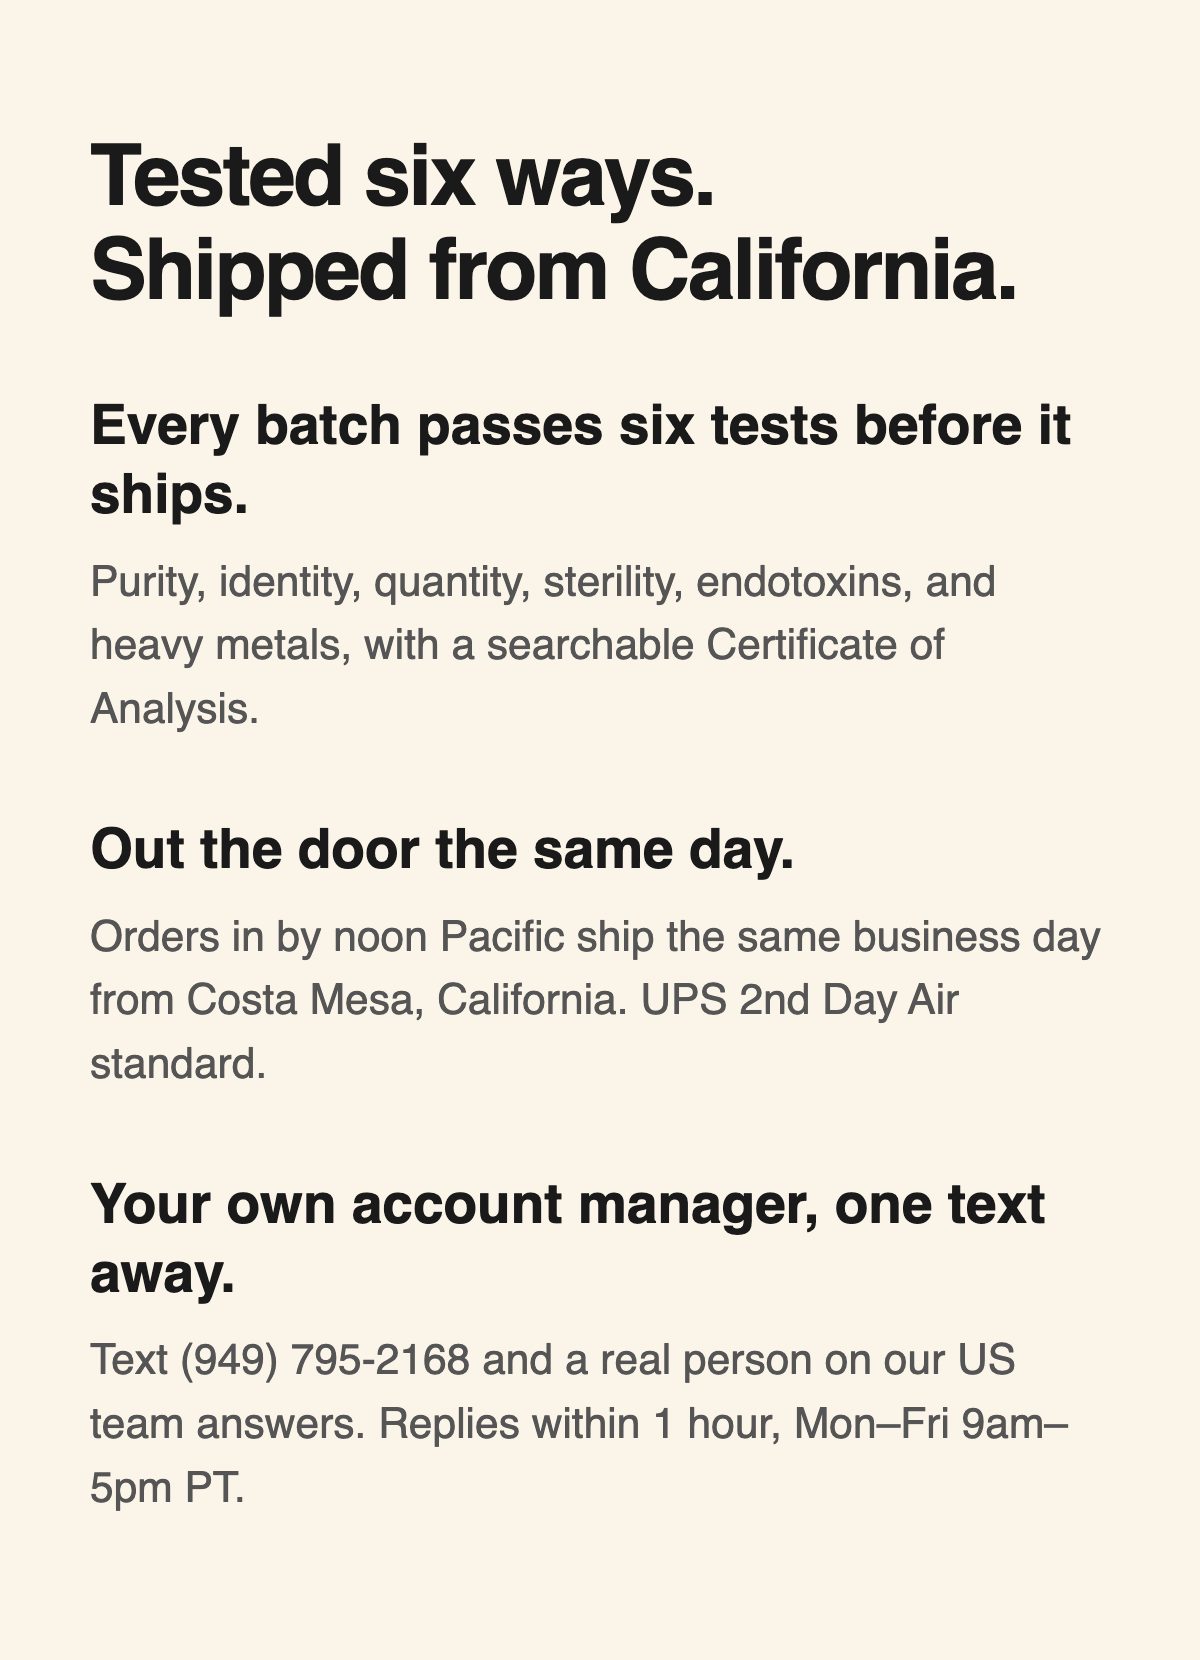 Tested six ways.
Shipped from California.
Every batch passes six tests before it
ships.
Purity, identity, quantity, sterility, endotoxins, and
heavy metals, with a searchable Certificate of
Analysis.
Out the door the same day.
Orders in by noon Pacific ship the same business day
from Costa Mesa, California. UPS 2nd Day Air
standard.
Your own account manager, one text
away.
Text (949) 795-2168 and a real person on our US
team answers. Replies within 1 hour, Mon–Fri 9am–
5pm PT.